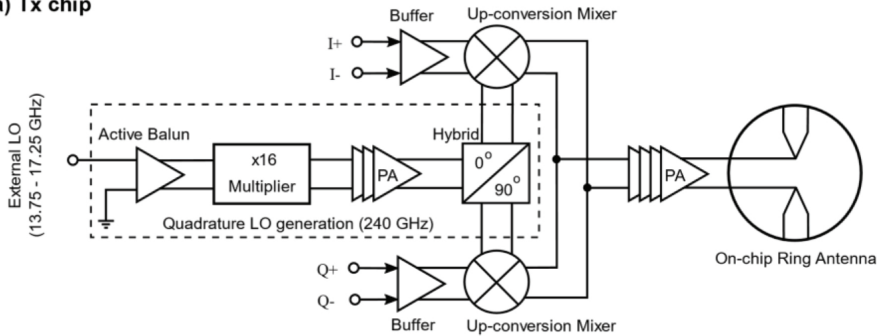 ) Tx chip
Buffer
Up-conversion Mixer
I+
I-
External LO
(13.75 - 17.25 GHz)
Active Balun
x16
Multiplier
PA
Hybrid
0°
90°
Quadrature LO generation (240 GHz)
PA
On-chip Ring Antenna
Q+
Q-
Buffer
Up-conversion Mixer